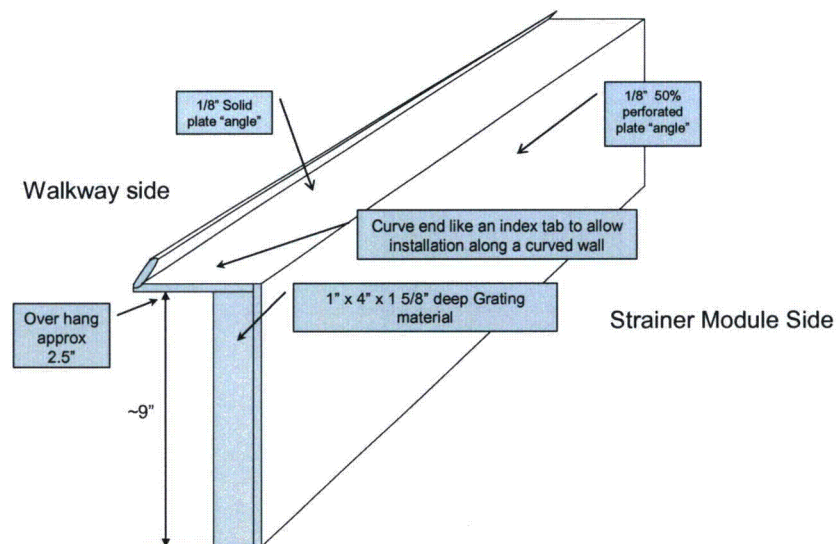 1/8" Solid
plate "angle"
1/8" 50%
perforated
plate "angle"
Walkway side
Curve end like an index tab to allow
installation along a curved wall
1" x 4" x 1 5/8" deep Grating
material
Over hang
approx
2.5"
Strainer Module Side
~9"